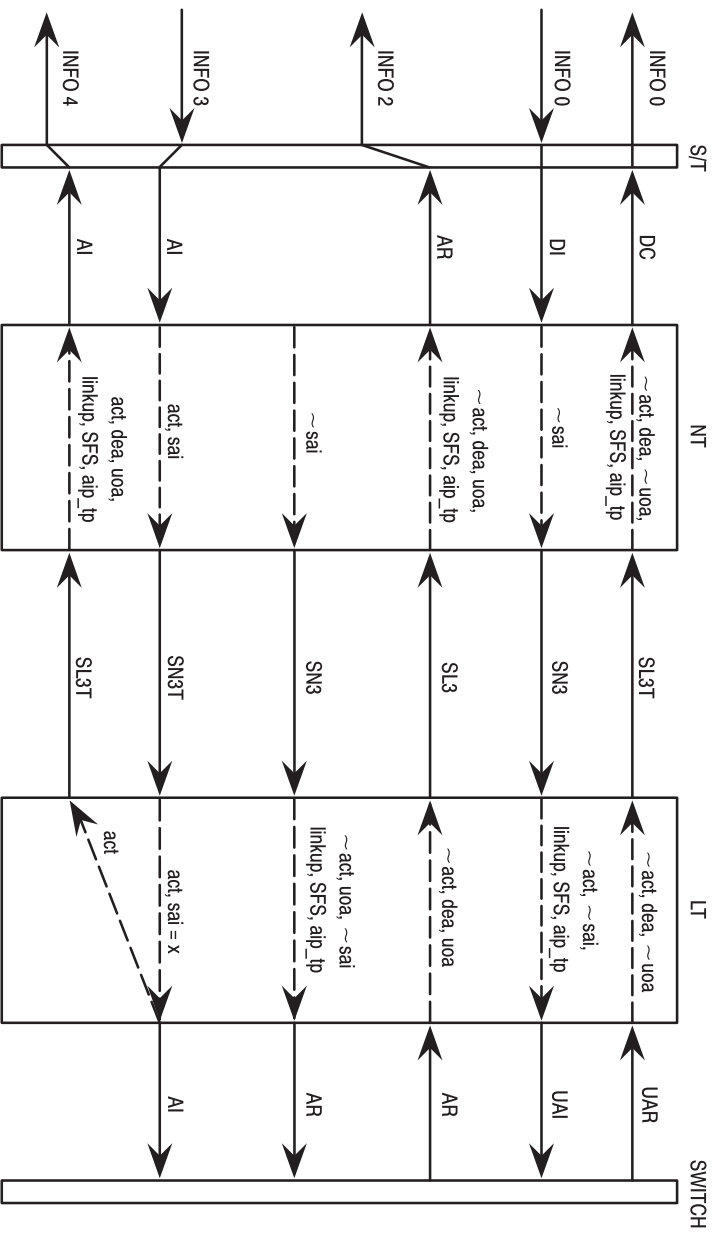 S/T
NT
LT
SWITCH
INFO 0
DC
~ act, dea, ~ uoa,
linkup, SFS, aip_tp
SL3T
~ act, dea, ~ uoa
UAR
INFO 0
DI
~ sai
SN3
~ act, ~ sai,
linkup, SFS, aip_tp
UAI
INFO 2
AR
~ act, dea, uoa,
linkup, SFS, aip_tp
SL3
~ act, dea, uoa
AR
~ sai
SN3
~ act, uoa, ~ sai
linkup, SFS, aip_tp
AR
INFO 3
AI
act, sai
SN3T
act, sai = x
AI
INFO 4
AI
act, dea, uoa,
linkup, SFS, aip_tp
SL3T
act